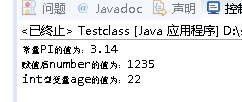 问题 @ Javadoc 声明
<已终止> Testclass [Java 应用程序] D:\s
常量PI的值为：3.14
赋值后number的值为：1235
int型变量age的值为：22